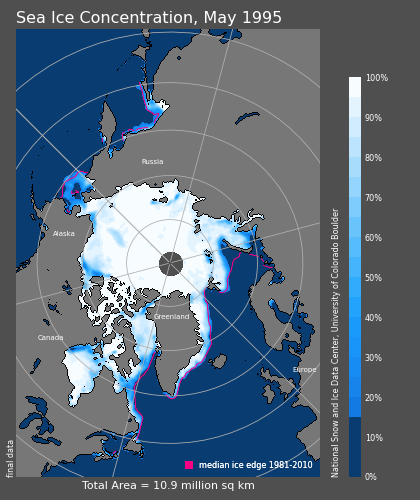 Sea Ice Concentration, May 1995
Russia
Alaska
Greenland
Canada
Europe
median ice edge 1981-2010
Total Area = 10.9 million sq km
final data
100%
90%
80%
70%
60%
50%
40%
30%
20%
10%
0%
National Snow and Ice Data Center, University of Colorado Boulder